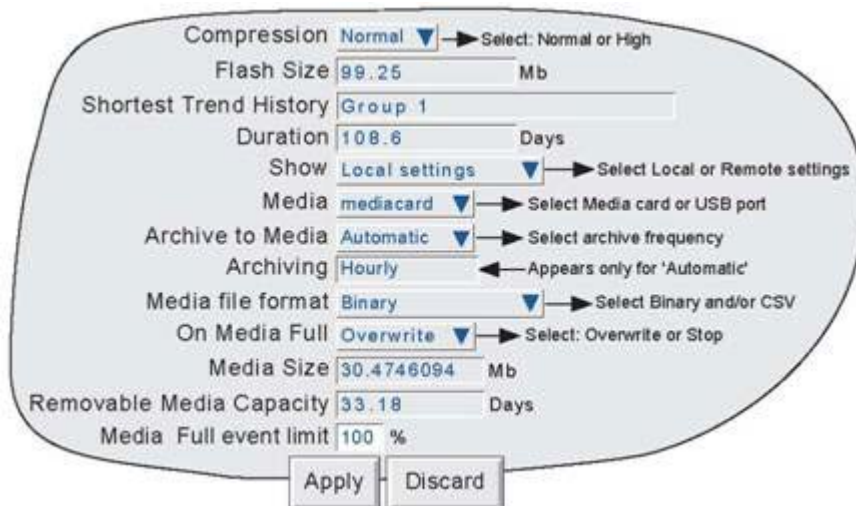 Compression Normal Select: Normal or High
Flash Size 99.25 Mb
Shortest Trend History Group 1
Duration 108.6 Days
Show Local settings Select Local or Remote settings
Media mediacard Select Media card or USB port
Archive to Media Automatic Select archive frequency
Archiving Hourly Appears only for 'Automatic'
Media file format Binary Select Binary and/or CSV
On Media Full Overwrite Select: Overwrite or Stop
Media Size 30.4746094 Mb
Removable Media Capacity 33.18 Days
Media Full event limit 100 %
Apply Discard